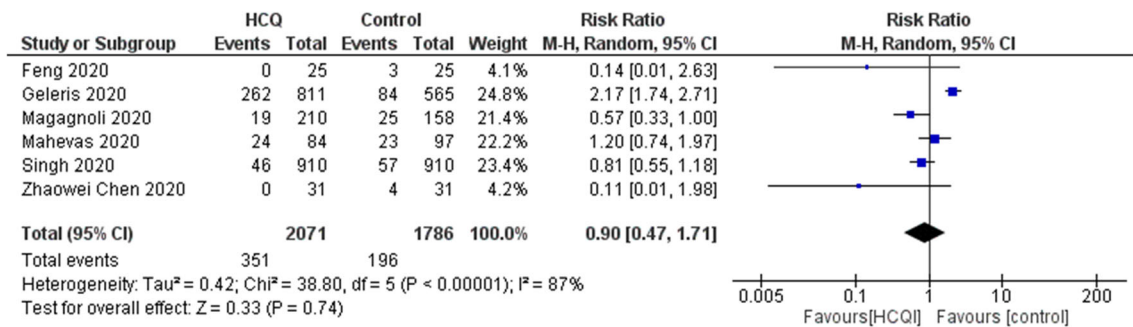 HCQ Control Risk Ratio Risk Ratio
Study or Subgroup Events Total Events Total Weight M-H, Random, 95% CI M-H, Random, 95% CI
Feng 2020 0 25 3 25 4.1% 0.14 [0.01, 2.63]
Geleris 2020 262 811 84 565 24.8% 2.17 [1.74, 2.71]
Magagnoli 2020 19 210 25 158 21.4% 0.57 [0.33, 1.00]
Mahevas 2020 24 84 23 97 22.2% 1.20 [0.74, 1.97]
Singh 2020 46 910 57 910 23.4% 0.81 [0.55, 1.18]
Zhaowei Chen 2020 0 31 4 31 4.2% 0.11 [0.01, 1.98]
Total (95% CI) 2071 1786 100.0% 0.90 [0.47, 1.71]
Total events 351 196
Heterogeneity: Tau² = 0.42; Chi² = 38.80, df = 5 (P < 0.00001); I² = 87%
Test for overall effect: Z = 0.33 (P = 0.74)
0.005 0.1 1 10 200
Favours[HCQI] Favours [control]